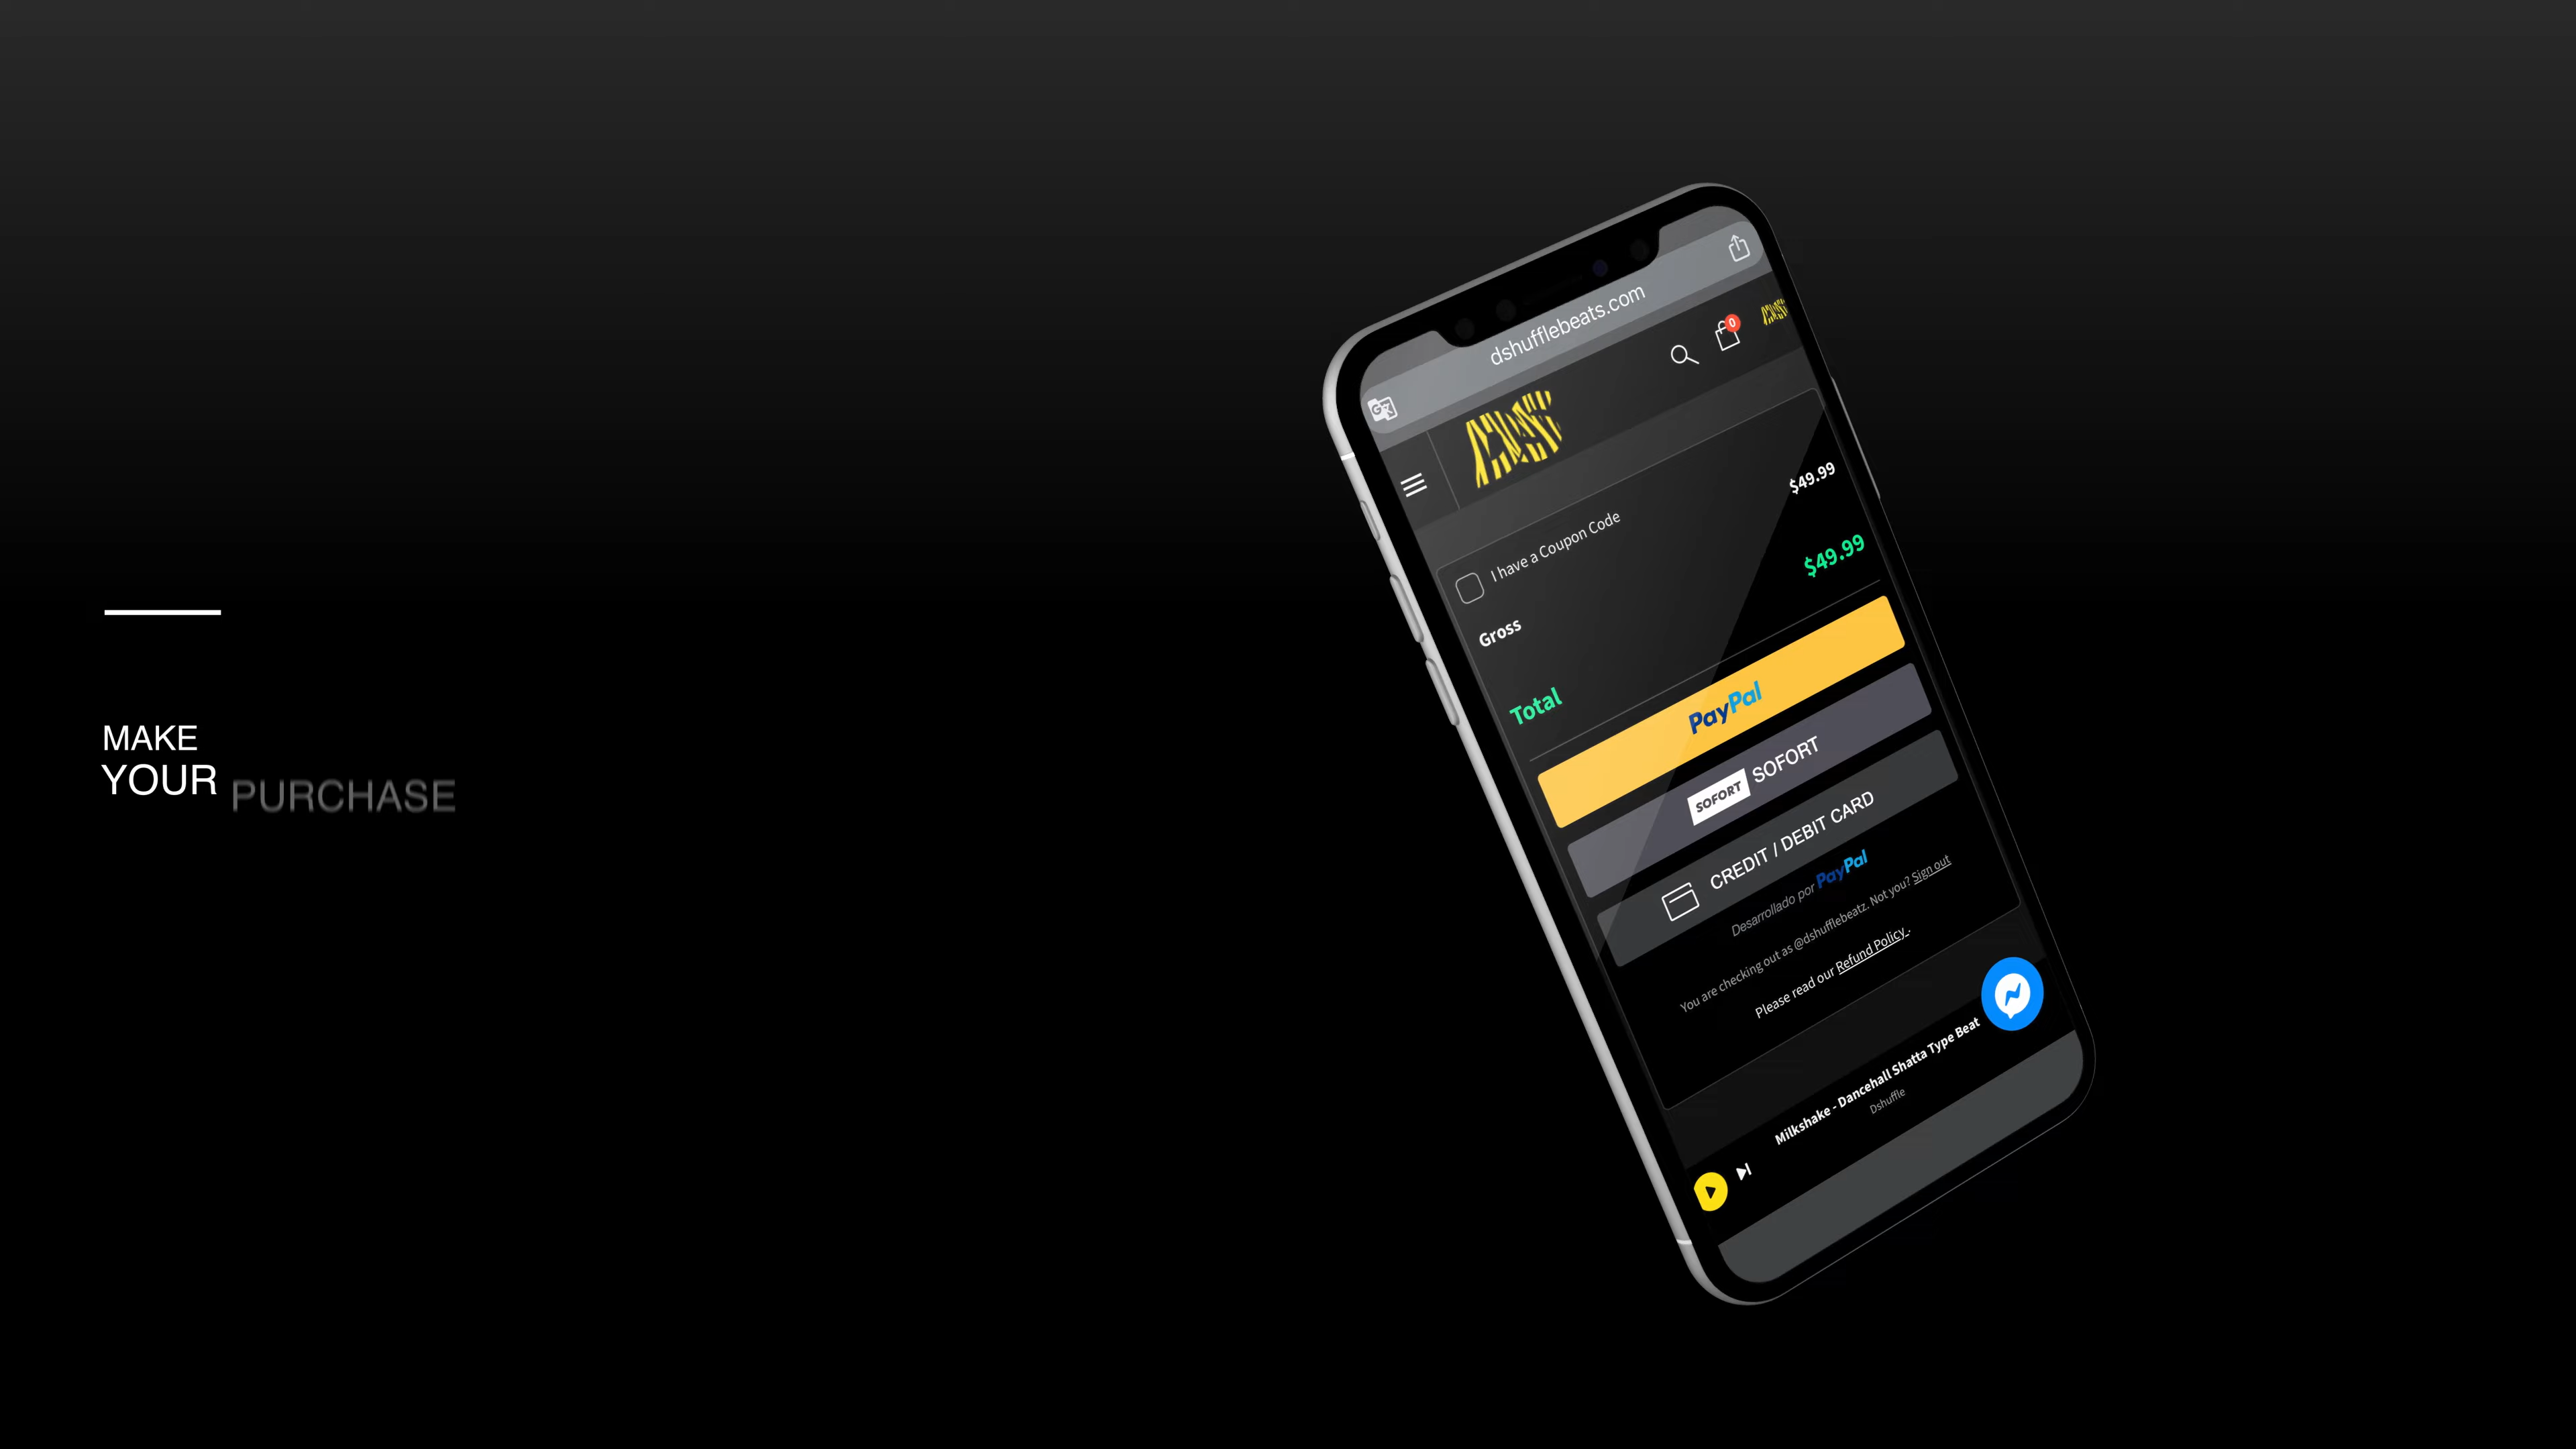 MAKE
YOUR PURCHASE
dshufflebeats.com
0
DS
I have a Coupon Code
Gross $49.99
Total $49.99
PayPal
SOFORT SOFORT
CREDIT / DEBIT CARD
Desarrollado por PayPal
You are checking out as @dshufflebeatz. Not you? Sign out
Please read our Refund Policy .
Milkshake - Dancehall Shatta Type Beat
Dshuffle